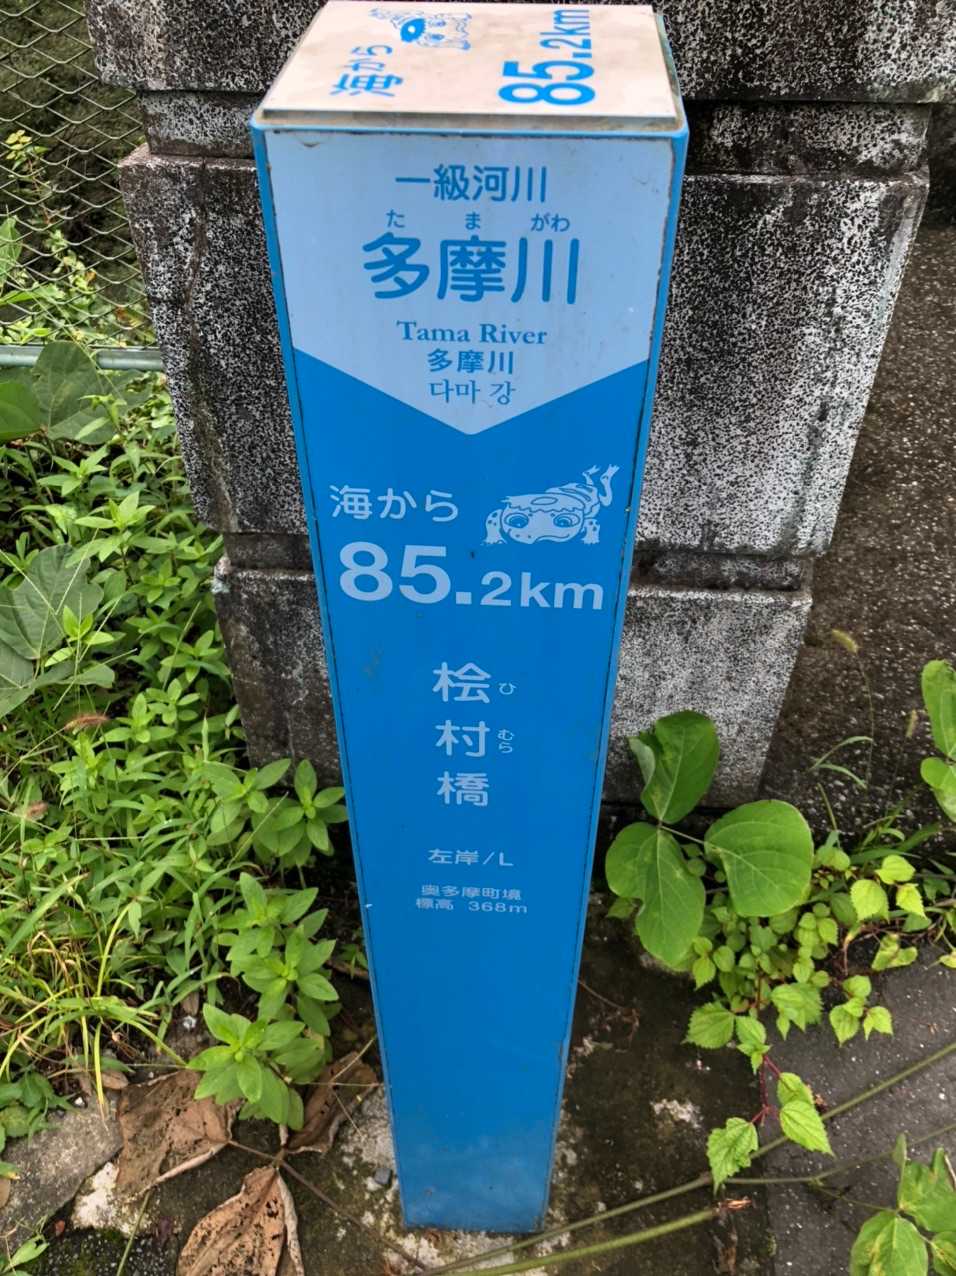 海から
85.2km
一級河川
た ま がわ
多摩川
Tama River
多摩川
다마 강
海から
85.2km
桧村橋
ひ むら
左岸/L
奥多摩町境
標高 368m